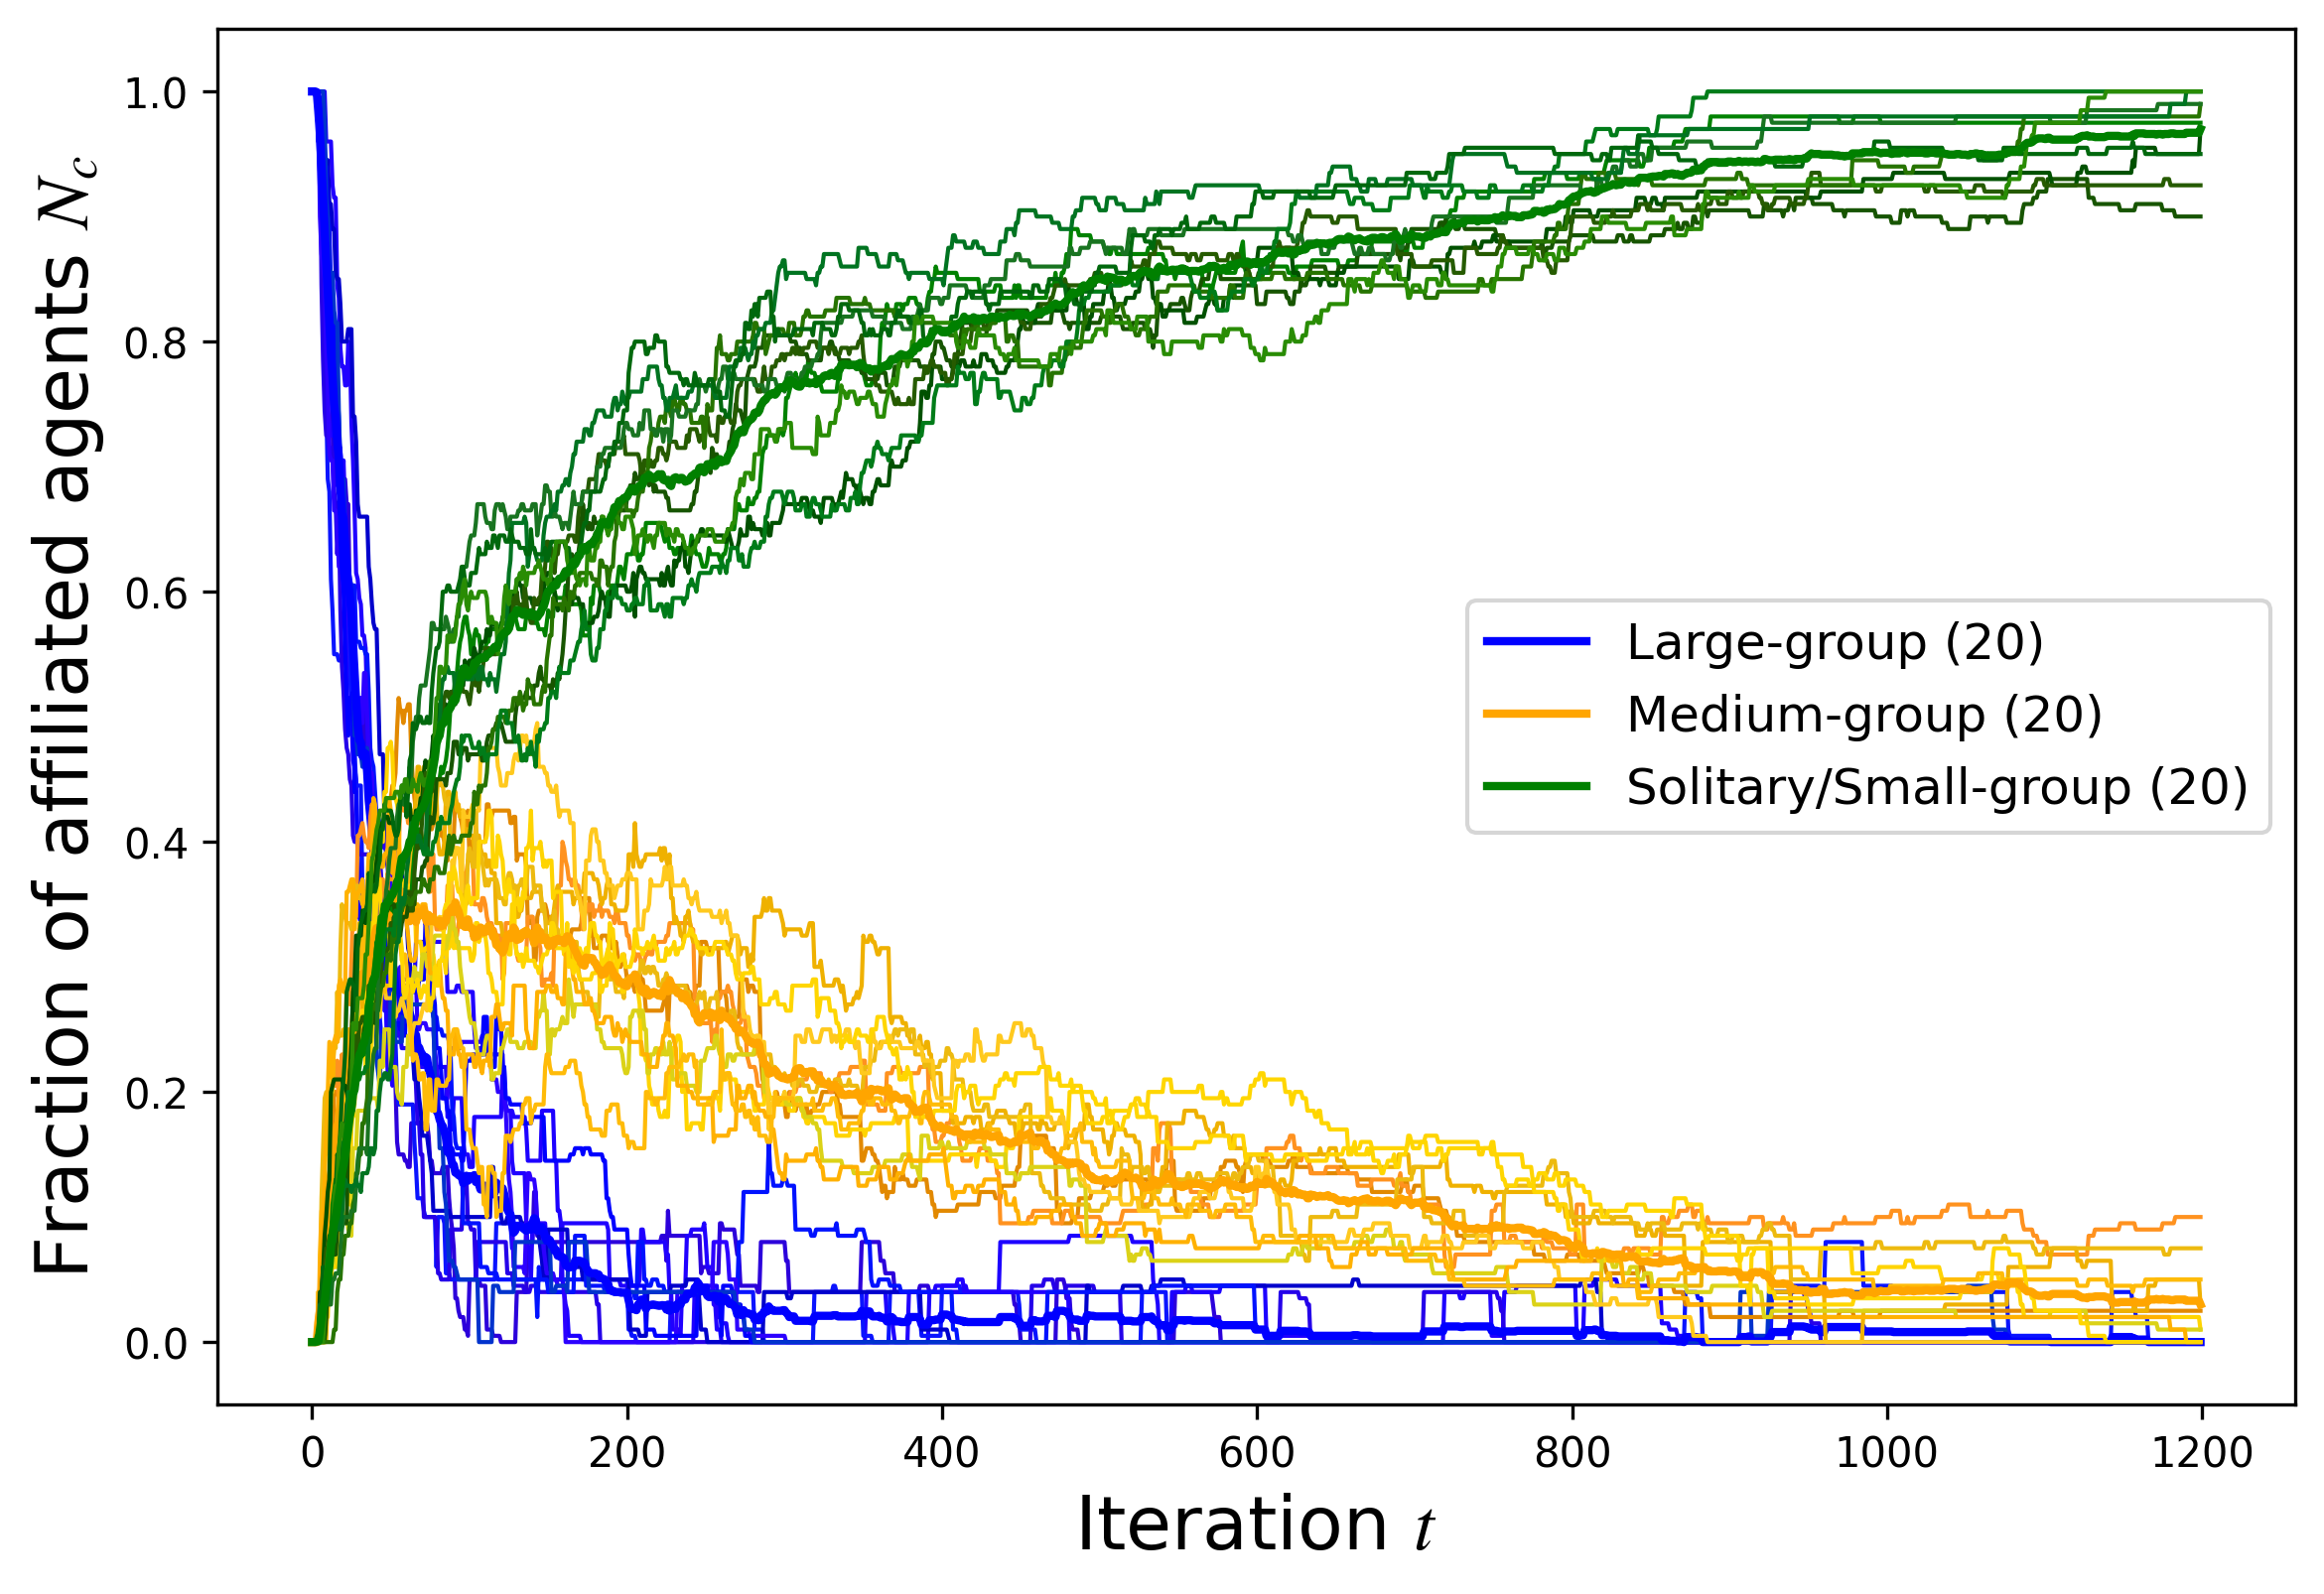 Fraction of affiliated agents N_c
1.0
0.8
0.6
0.4
0.2
0.0
Large-group (20)
Medium-group (20)
Solitary/Small-group (20)
0 200 400 600 800 1000 1200
Iteration t